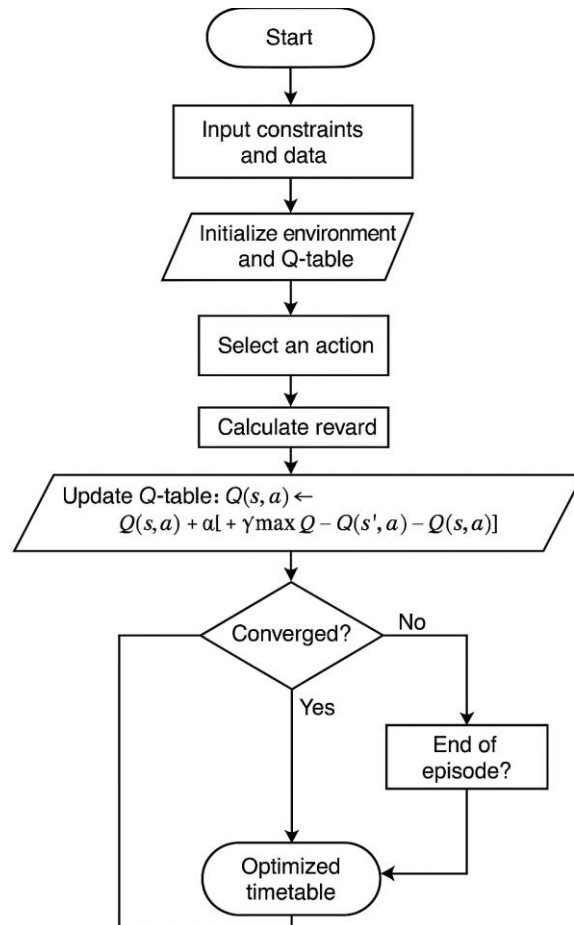 Start
Input constraints
and data
Initialize environment
and Q-table
Select an action
Calculate revard
Update Q-table: Q(s, a) ←
Q(s, a) + α[ + γ max Q – Q(s', a) – Q(s, a)]
Converged?
No
Yes
End of
episode?
Optimized
timetable